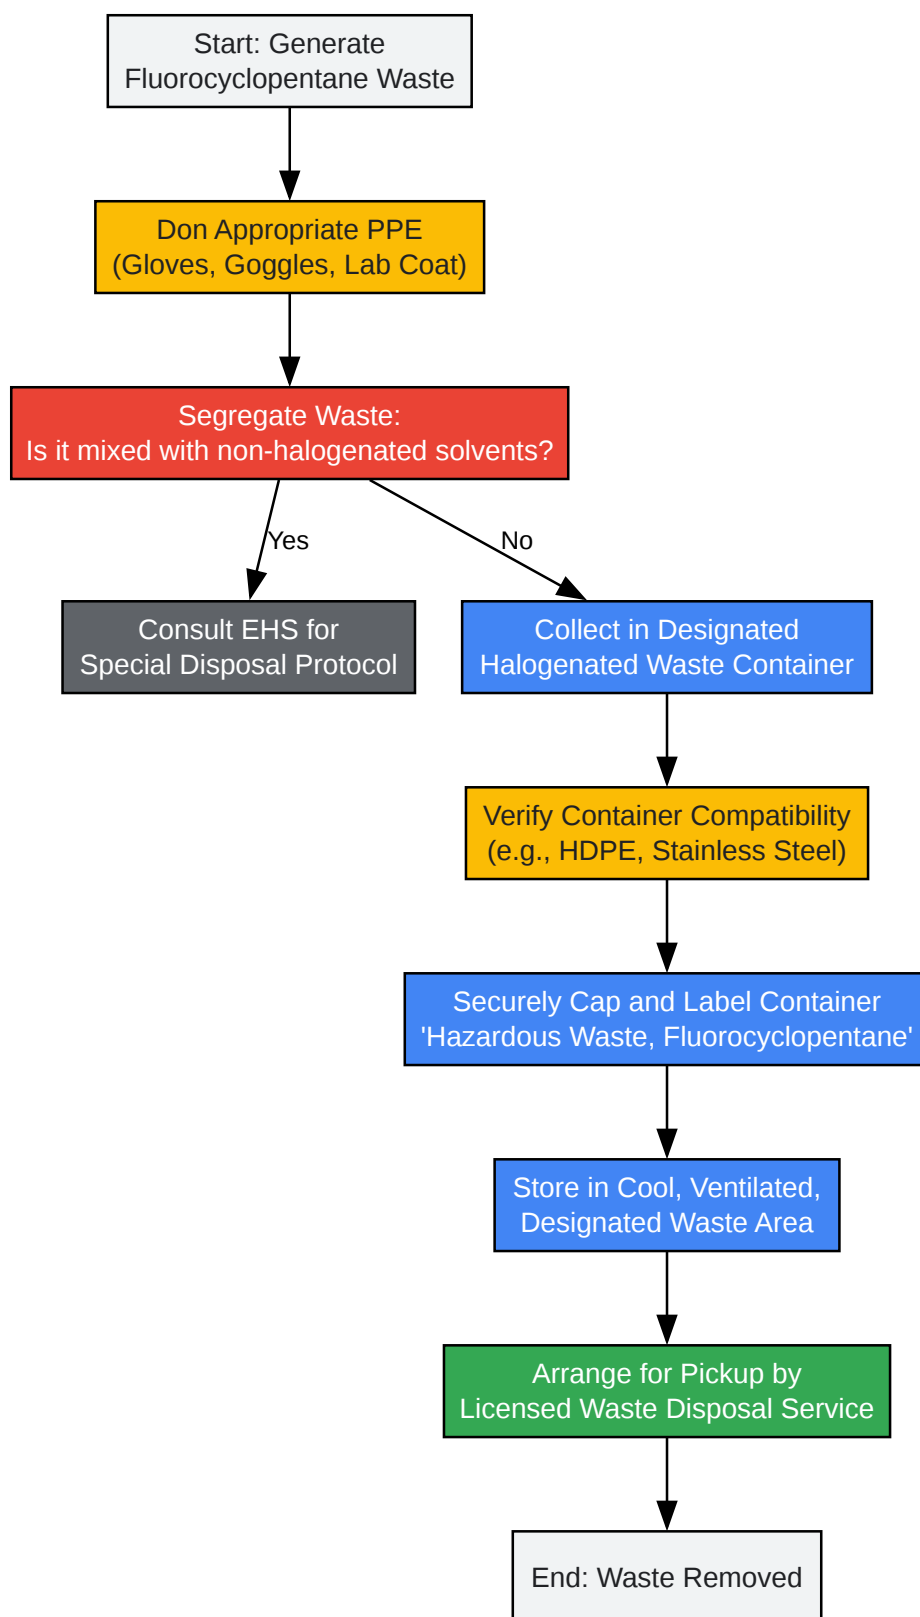 Start: Generate
Fluorocyclopentane Waste
Don Appropriate PPE
(Gloves, Goggles, Lab Coat)
Segregate Waste:
Is it mixed with non-halogenated solvents?
Yes
No
Consult EHS for
Special Disposal Protocol
Collect in Designated
Halogenated Waste Container
Verify Container Compatibility
(e.g., HDPE, Stainless Steel)
Securely Cap and Label Container
'Hazardous Waste, Fluorocyclopentane'
Store in Cool, Ventilated,
Designated Waste Area
Arrange for Pickup by
Licensed Waste Disposal Service
End: Waste Removed